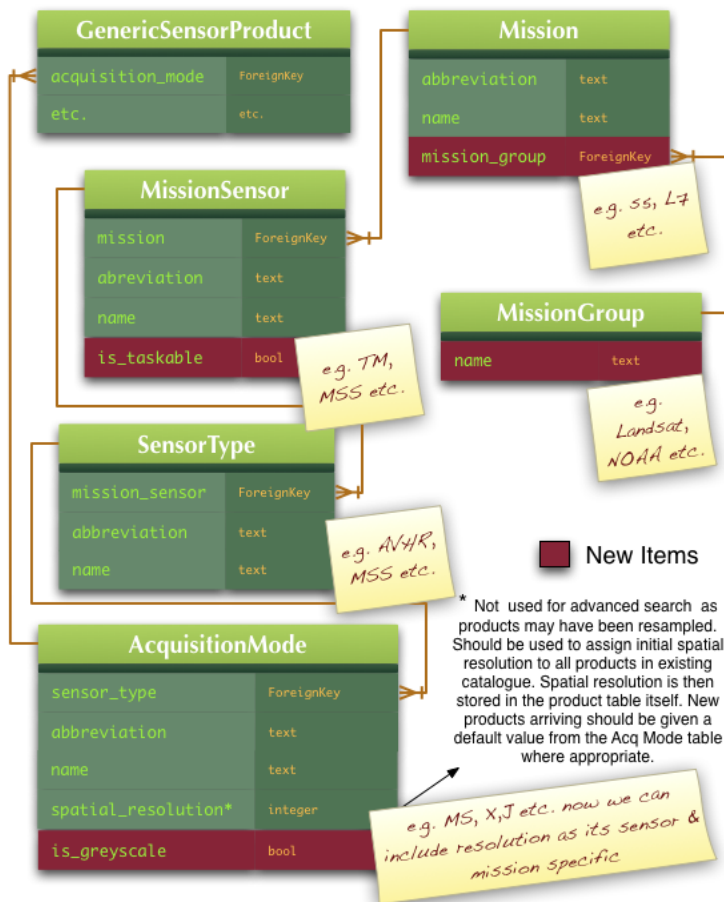 GenericSensorProduct
acquisition_mode ForeignKey
etc. etc.
Mission
abbreviation text
name text
mission_group ForeignKey
e.g. S5, L7
etc.
MissionSensor
mission ForeignKey
abreviation text
name text
is_taskable bool
e.g. TM,
MSS etc.
MissionGroup
name text
e.g.
Landsat,
NOAA etc.
SensorType
mission_sensor ForeignKey
abbreviation text
name text
e.g. AVHR,
MSS etc.
New Items
* Not used for advanced search as
products may have been resampled.
Should be used to assign initial spatial
resolution to all products in existing
catalogue. Spatial resolution is then
stored in the product table itself. New
products arriving should be given a
default value from the Acq Mode table
where appropriate.
AcquisitionMode
sensor_type ForeignKey
abbreviation text
name text
spatial_resolution* integer
is_greyscale bool
e.g. MS, X,J etc. now we can
include resolution as its sensor &
mission specific